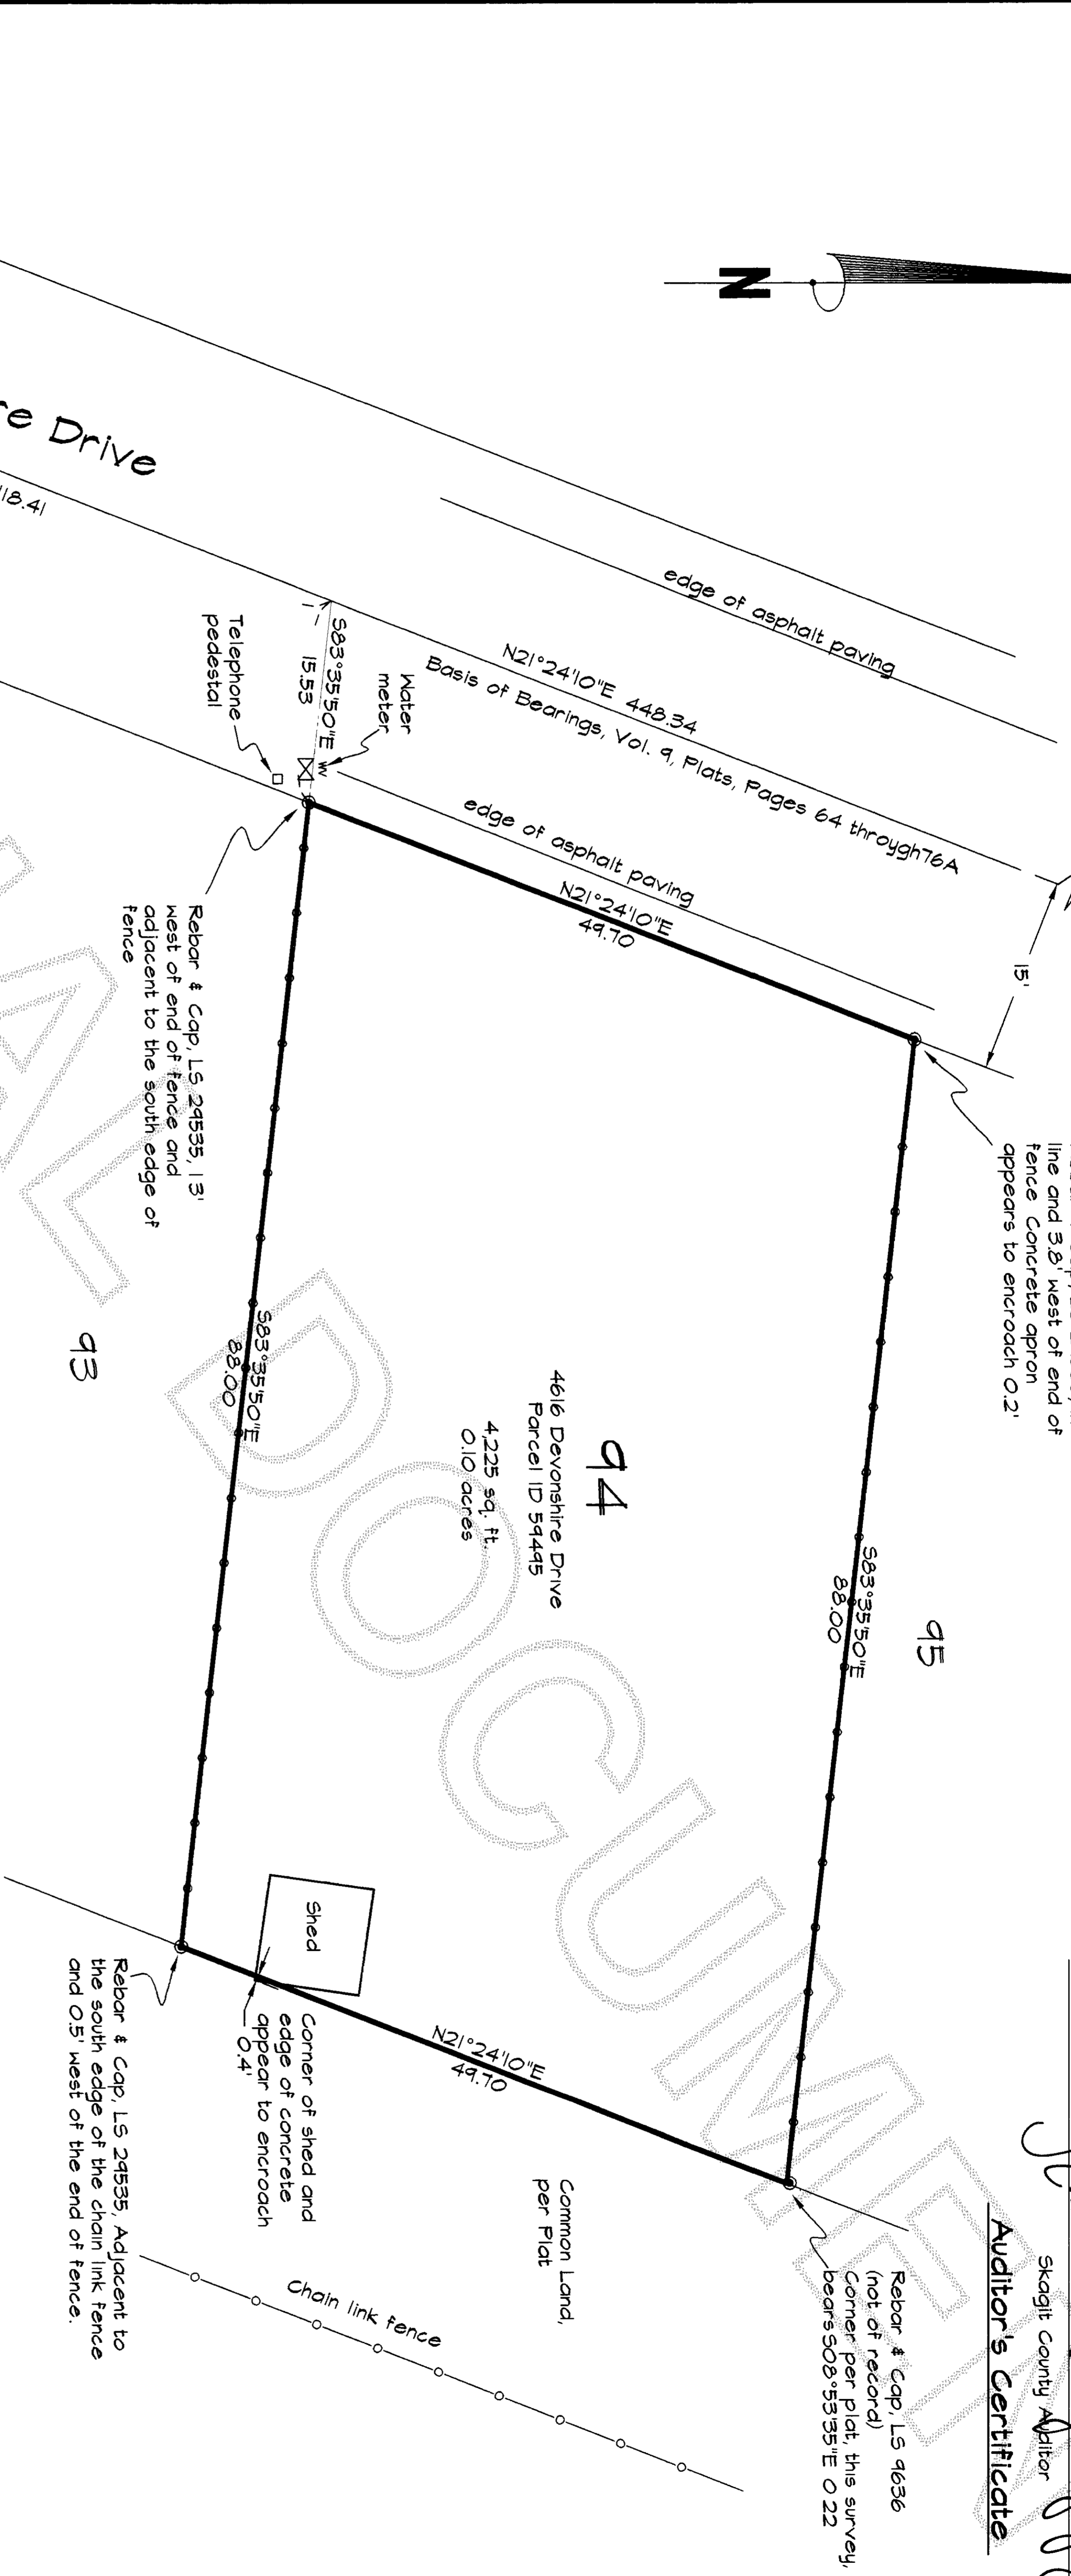 N
re Drive
118.41
edge of asphalt paving
N21°24'10"E 448.34
Basis of Bearings, Vol. 9, Plats, Pages 64 throygh76A
15'
S83°35'50"E
15.53
Water
meter
W
Telephone
pedestal
edge of asphalt paving
N21°24'10"E
49.70
line and 3.8' west of end of
fence Concrete apron
appears to encroach 0.2'
Rebar & Cap, LS 29535, 13'
west of end of fence and
adjacent to the south edge of
fence
95
S83°35'50"E
88.00
94
4616 Devonshire Drive
Parcel ID 59495
4,225 sq. ft.
0.10 acres
S83°35'50"E
88.00
93
Shed
Corner of shed and
edge of concrete
appear to encroach
0.4'
N21°24'10"E
49.70
Rebar & Cap, LS 29535, Adjacent to
the south edge of the chain link fence
and 0.5' west of the end of fence.
Common Land,
per Plat
Chain link fence
Rebar & Cap, LS 9636
(not of record)
Corner per plat, this survey,
bears S08°53'35"E 0 22
Skagit County Auditor
Auditor's Certificate
AL DOCUMEN